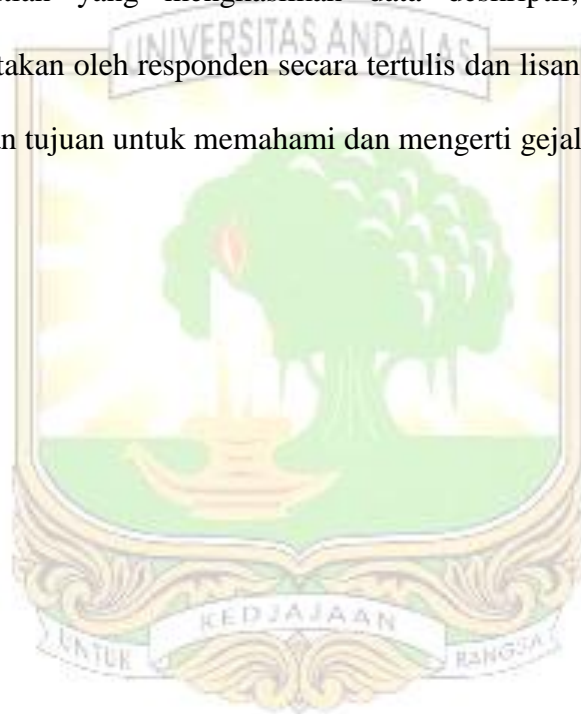 yang menghasilkan data deskriptif,
UNIVERSITAS ANDALAS
takan oleh responden secara tertulis dan lisan
an tujuan untuk memahami dan mengerti gejal
KEDJAJAAN
UNTUK BANGSA